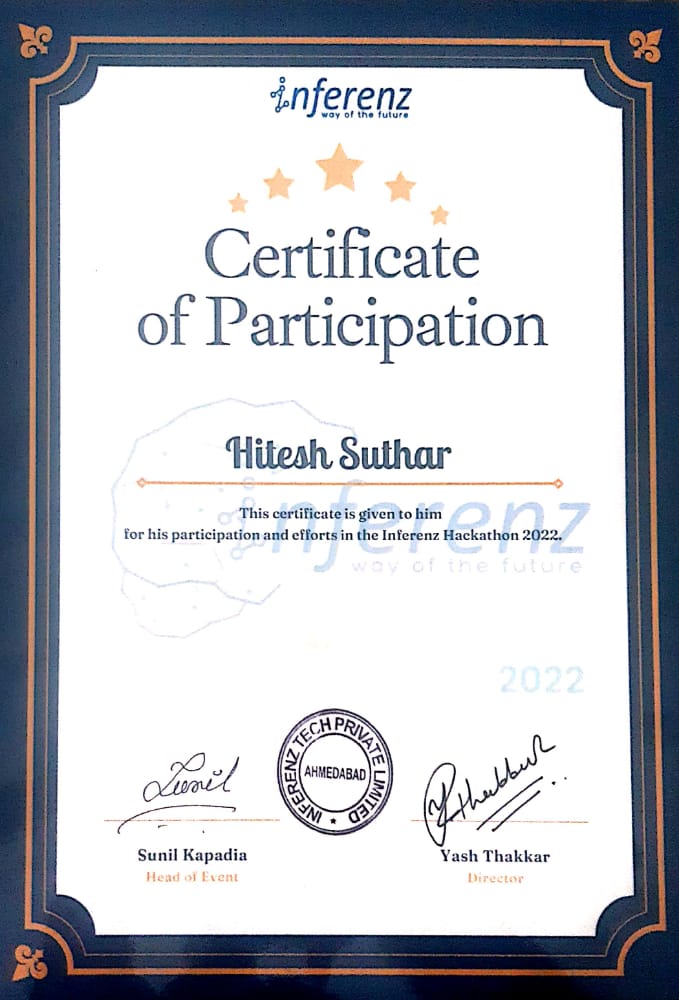 inferenz
way of the future
Certificate
of Participation
Hitesh Suthar
This certificate is given to him
for his participation and efforts in the Inferenz Hackathon 2022.
inferenz
way of the future
2022
INFERENZ TECH PRIVATE LIMITED
AHMEDABAD
Sunil
Y Thakkar
Sunil Kapadia
Yash Thakkar
Head of Event
Director